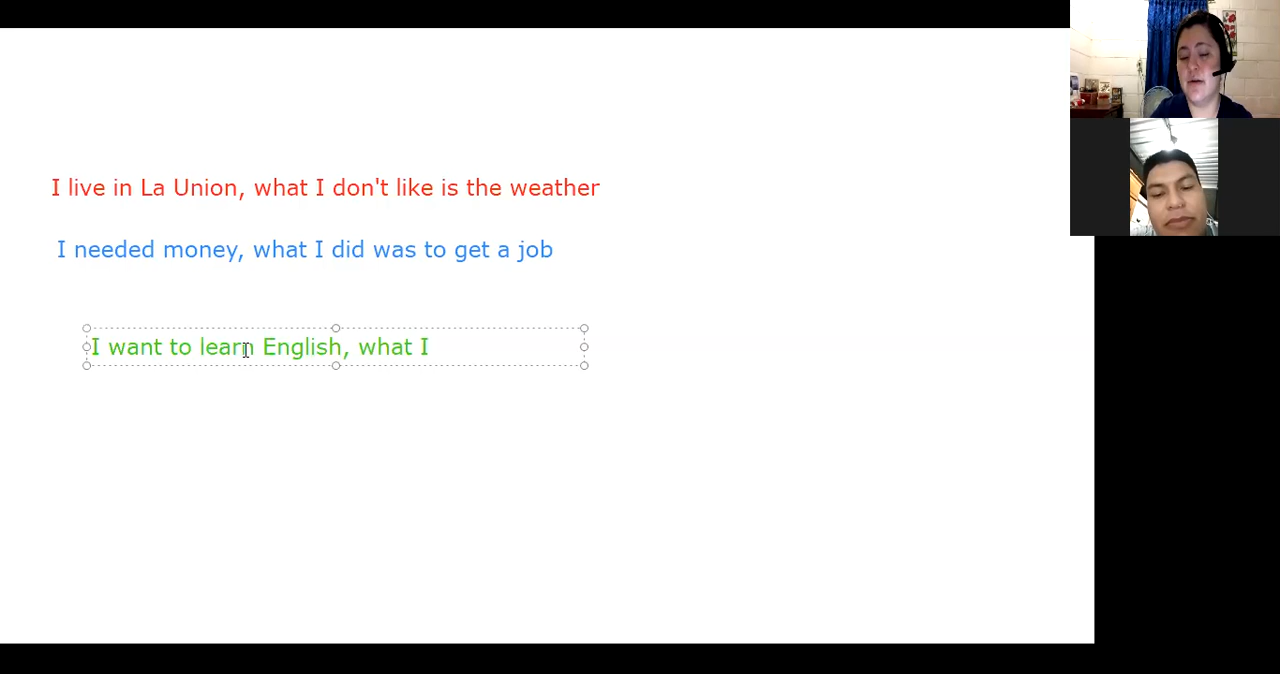 I live in La Union, what I don't like is the weather
I needed money, what I did was to get a job
I want to learn English, what I